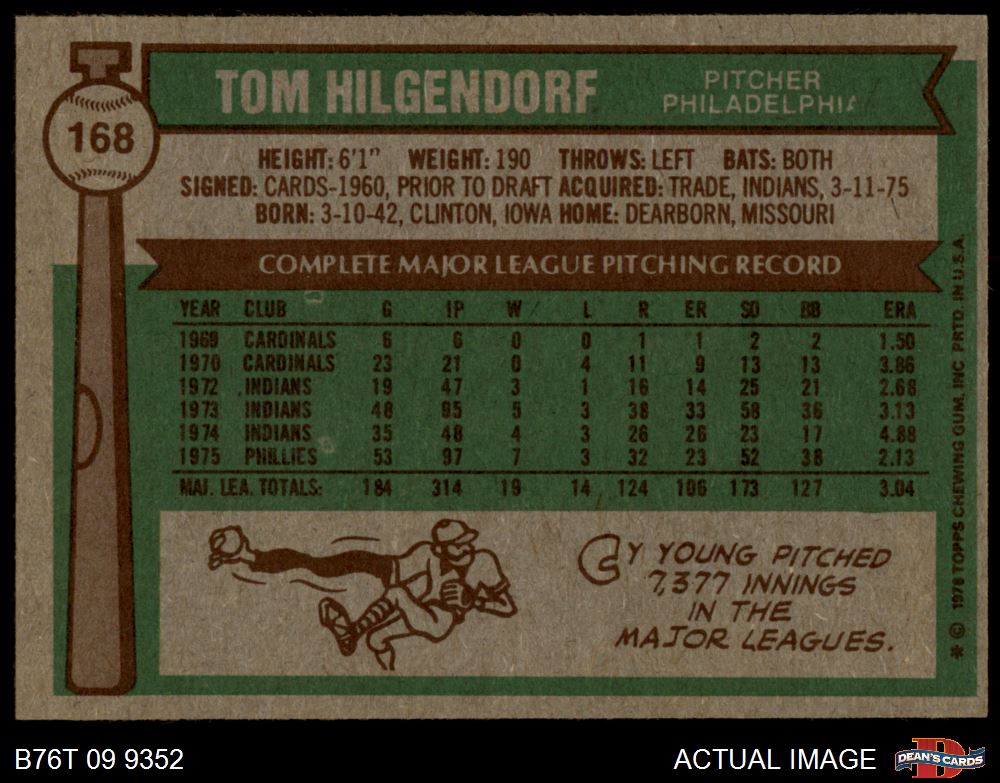 168
TOM HILGENDORF
PITCHER
PHILADELPHIA
HEIGHT: 6'1" WEIGHT: 190 THROWS: LEFT BATS: BOTH
SIGNED: CARDS-1960, PRIOR TO DRAFT ACQUIRED: TRADE, INDIANS, 3-11-75
BORN: 3-10-42, CLINTON, IOWA HOME: DEARBORN, MISSOURI
COMPLETE MAJOR LEAGUE PITCHING RECORD
YEAR CLUB G IP W L R ER SO BB ERA
1969 CARDINALS 6 6 0 0 1 1 2 2 1.50
1970 CARDINALS 23 21 0 4 11 9 13 13 3.86
1972 INDIANS 19 47 3 1 16 14 25 21 2.68
1973 INDIANS 48 95 5 3 38 33 58 36 3.13
1974 INDIANS 35 48 4 3 26 26 23 17 4.88
1975 PHILLIES 53 97 7 3 32 23 52 38 2.13
MAJ. LEA. TOTALS: 184 314 19 14 124 106 173 127 3.04
CY YOUNG PITCHED
7,377 INNINGS
IN THE
MAJOR LEAGUES.
* © 1976 TOPPS CHEWING GUM, INC PRTD. IN U.S.A.
B76T 09 9352
ACTUAL IMAGE
D
DEAN'S CARDS